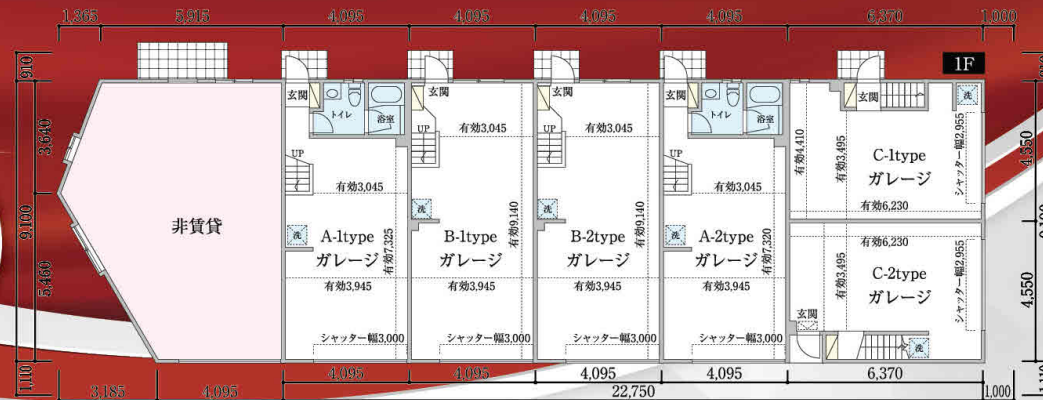 1,365 5,915 4,095 4,095 4,095 4,095 6,370 1,000
1F
910
3,640
9,100
5,450
1,110
非賃貸
玄関
トイレ
浴室
UP
有効3,045
洗
A-1type
ガレージ
有効7,325
有効3,945
シャッター幅3,000
玄関
有効3,045
UP
洗
B-1type
ガレージ
有効9,140
有効3,945
シャッター幅3,000
玄関
有効3,045
UP
洗
B-2type
ガレージ
有効9,140
有効3,945
シャッター幅3,000
玄関
トイレ
浴室
UP
有効3,045
洗
A-2type
ガレージ
有効7,320
有効3,945
シャッター幅3,000
玄関
洗
有効4,410
有効3,495
C-1type
ガレージ
シャッター幅2,955
有効6,230
有効6,230
有効3,495
C-2type
ガレージ
シャッター幅2,955
玄関
洗
4,550
4,550
3,185 4,095 4,095 4,095 4,095 4,095 6,370
22,750 1,000